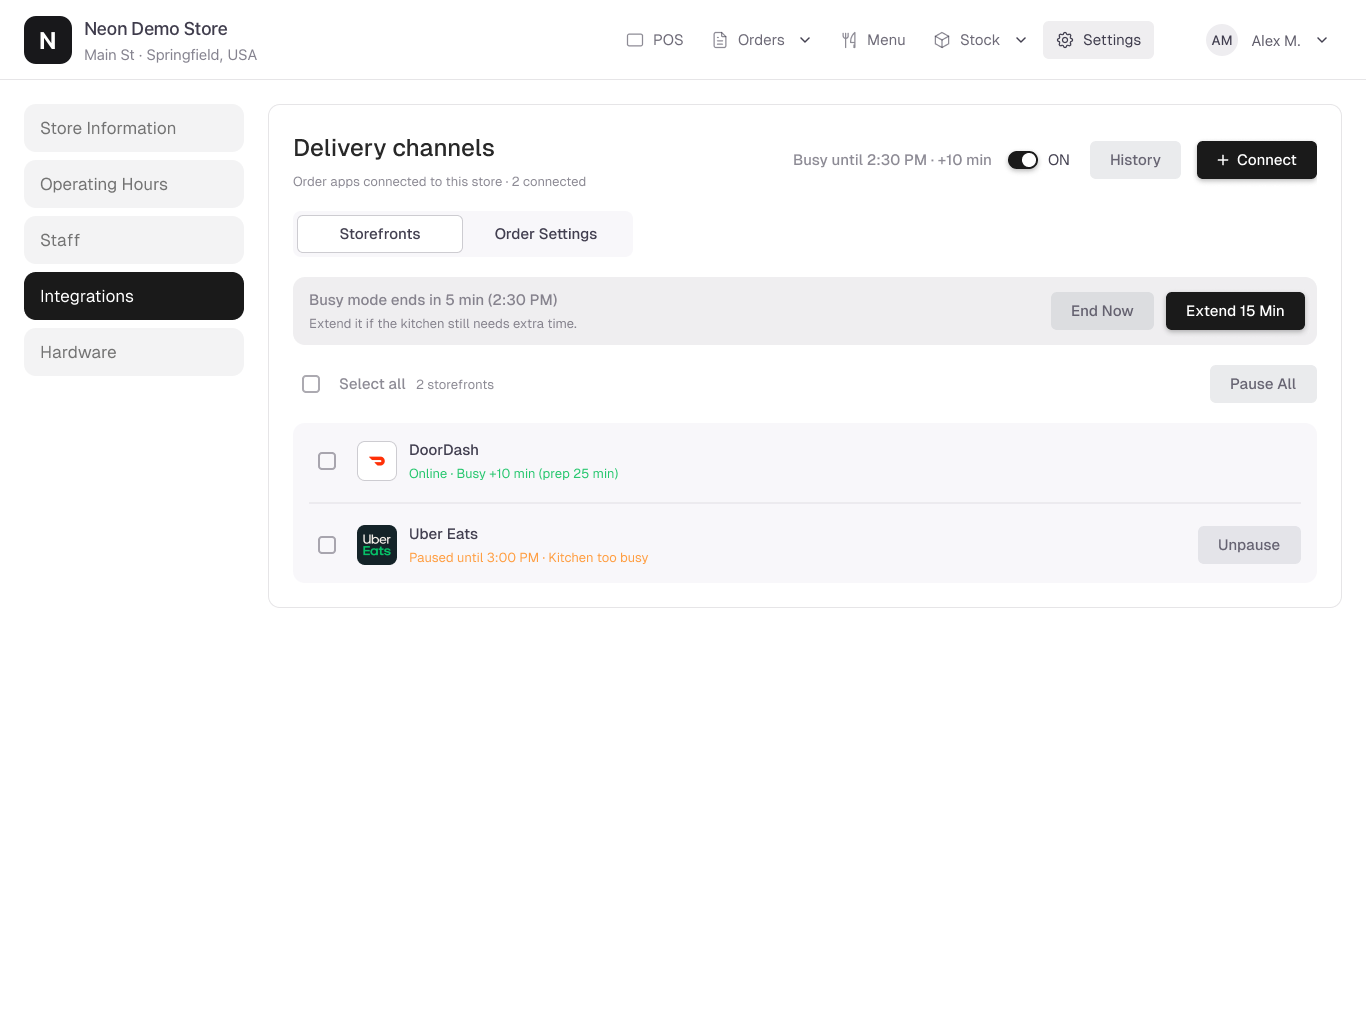 N
Neon Demo Store
Main St · Springfield, USA
POS
Orders
Menu
Stock
Settings
AM
Alex M.
Store Information
Operating Hours
Staff
Integrations
Hardware
Delivery channels
Order apps connected to this store · 2 connected
Busy until 2:30 PM · +10 min
ON
History
+ Connect
Storefronts
Order Settings
Busy mode ends in 5 min (2:30 PM)
Extend it if the kitchen still needs extra time.
End Now
Extend 15 Min
Select all 2 storefronts
Pause All
DoorDash
Online · Busy +10 min (prep 25 min)
Uber
Eats
Uber Eats
Paused until 3:00 PM · Kitchen too busy
Unpause